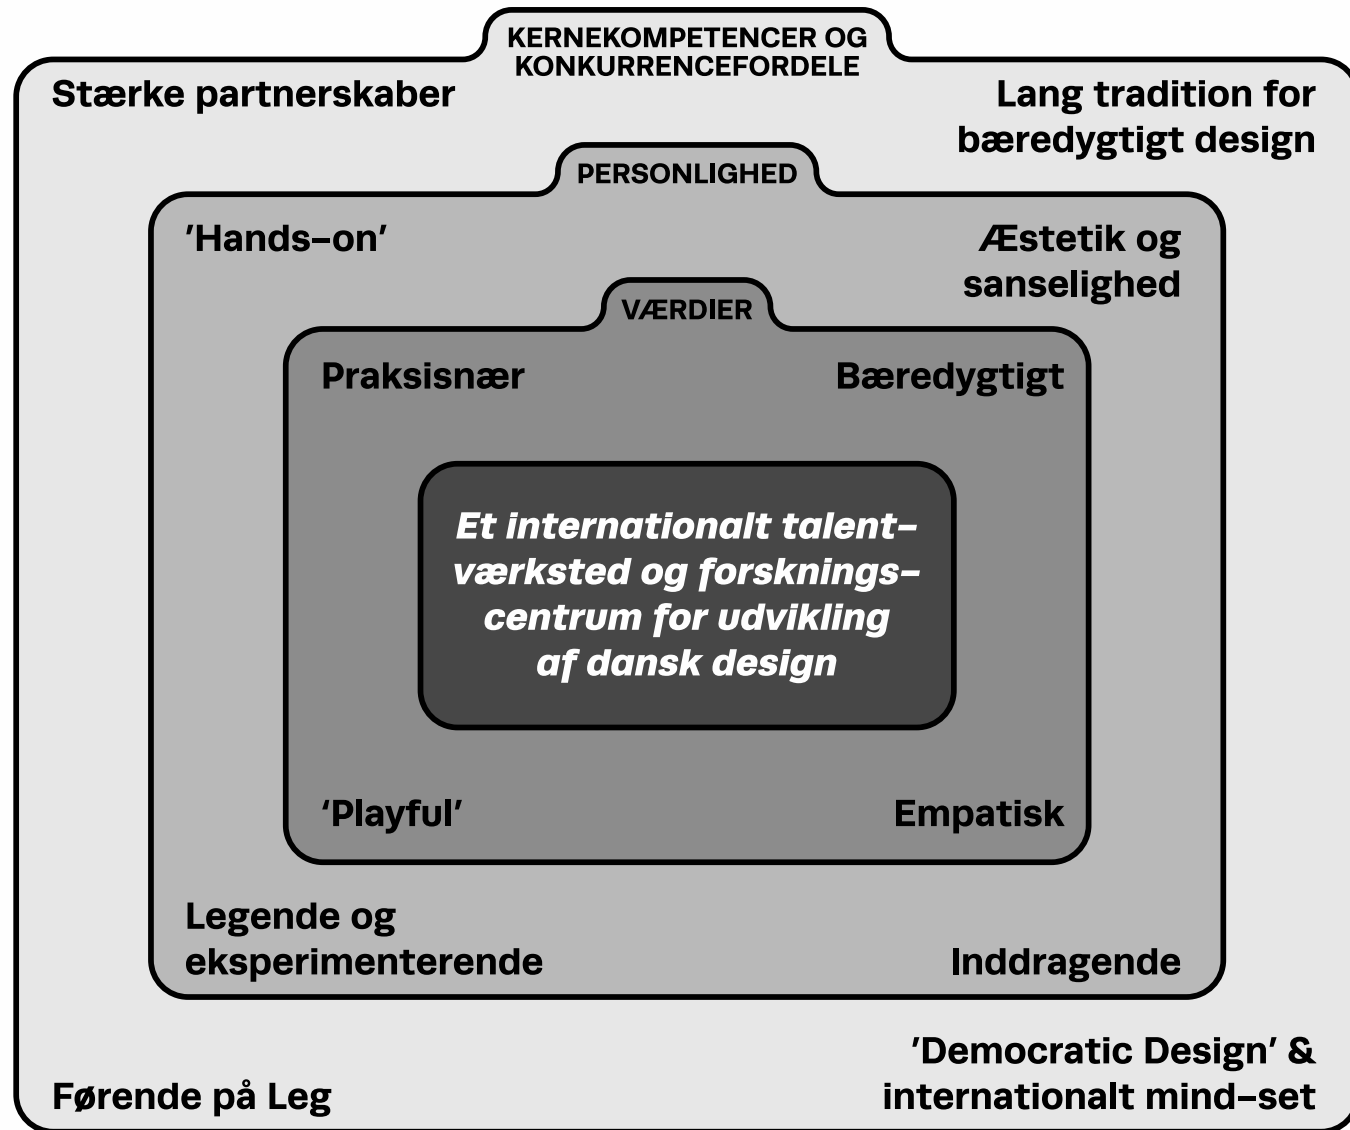 KERNEKOMPETENCER OG
KONKURRENCEFORDELE
Stærke partnerskaber
Lang tradition for
bæredygtigt design
PERSONLIGHED
’Hands–on’
Æstetik og
sanselighed
VÆRDIER
Praksisnær
Bæredygtigt
Et internationalt talent–
værksted og forsknings–
centrum for udvikling
af dansk design
‘Playful’
Empatisk
Legende og
eksperimenterende
Inddragende
’Democratic Design’ &
internationalt mind–set
Førende på Leg